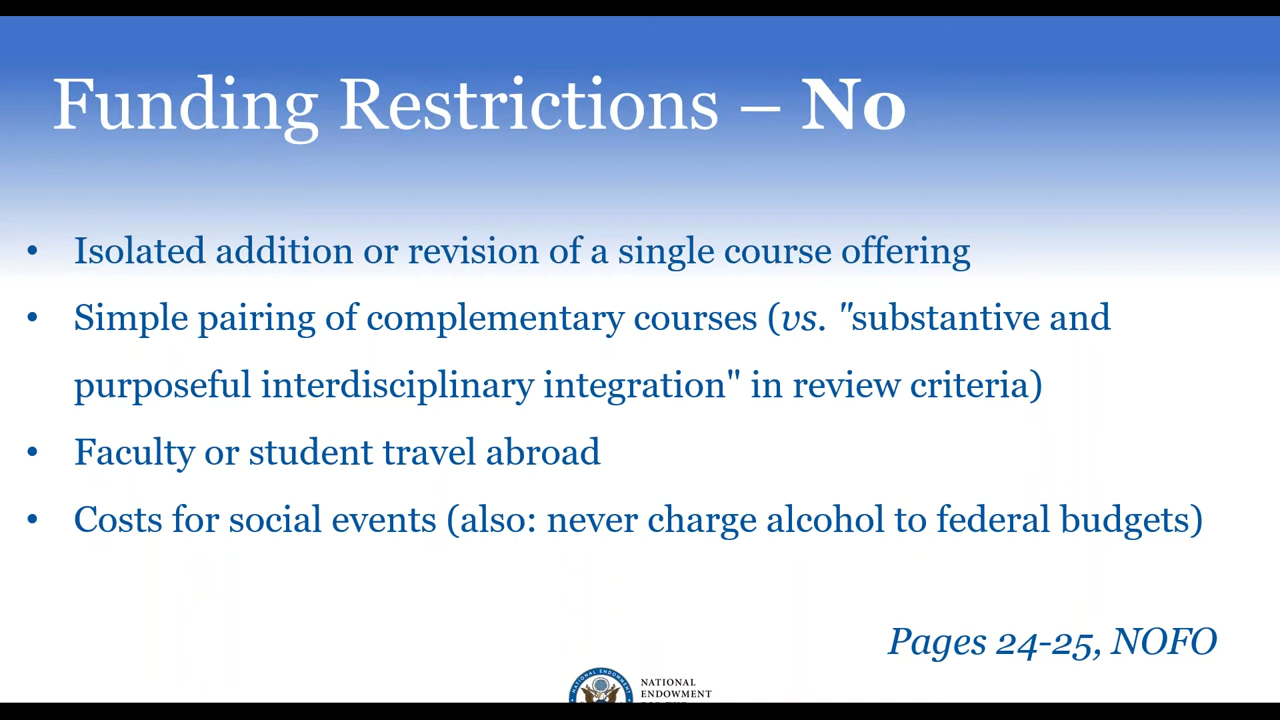 Funding Restrictions – No
• Isolated addition or revision of a single course offering
• Simple pairing of complementary courses (vs. "substantive and
purposeful interdisciplinary integration" in review criteria)
• Faculty or student travel abroad
• Costs for social events (also: never charge alcohol to federal budgets)
Pages 24-25, NOFO
NATIONAL
ENDOWMENT